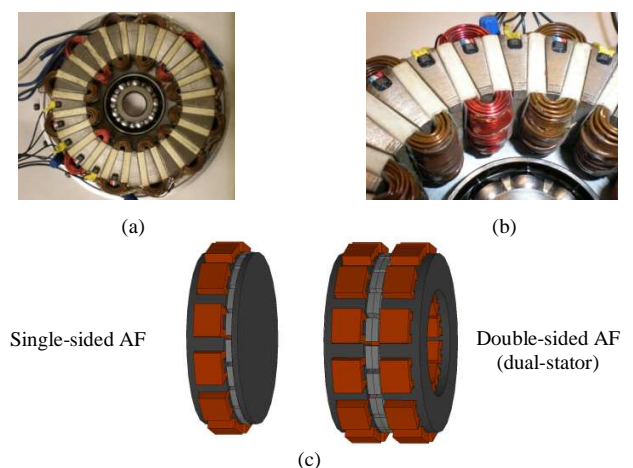 (a)
(b)
Single-sided AF
Double-sided AF
(dual-stator)
(c)